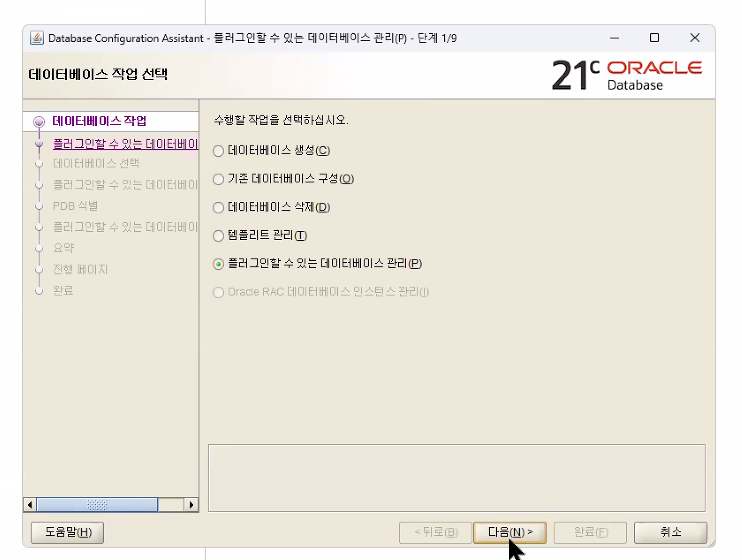 Database Configuration Assistant - 플러그인할 수 있는 데이터베이스 관리(P) - 단계 1/9
데이터베이스 작업 선택
21c ORACLE
Database
데이터베이스 작업
플러그인할 수 있는 데이터베이
데이터베이스 선택
플러그인할 수 있는 데이터베이
PDB 식별
플러그인할 수 있는 데이터베이
요약
진행 페이지
완료
수행할 작업을 선택하십시오.
데이터베이스 생성(C)
기존 데이터베이스 구성(O)
데이터베이스 삭제(D)
템플리트 관리(T)
플러그인할 수 있는 데이터베이스 관리(P)
Oracle RAC 데이터베이스 인스턴스 관리(I)
도움말(H)
< 뒤로(B)
다음(N) >
완료(F)
취소